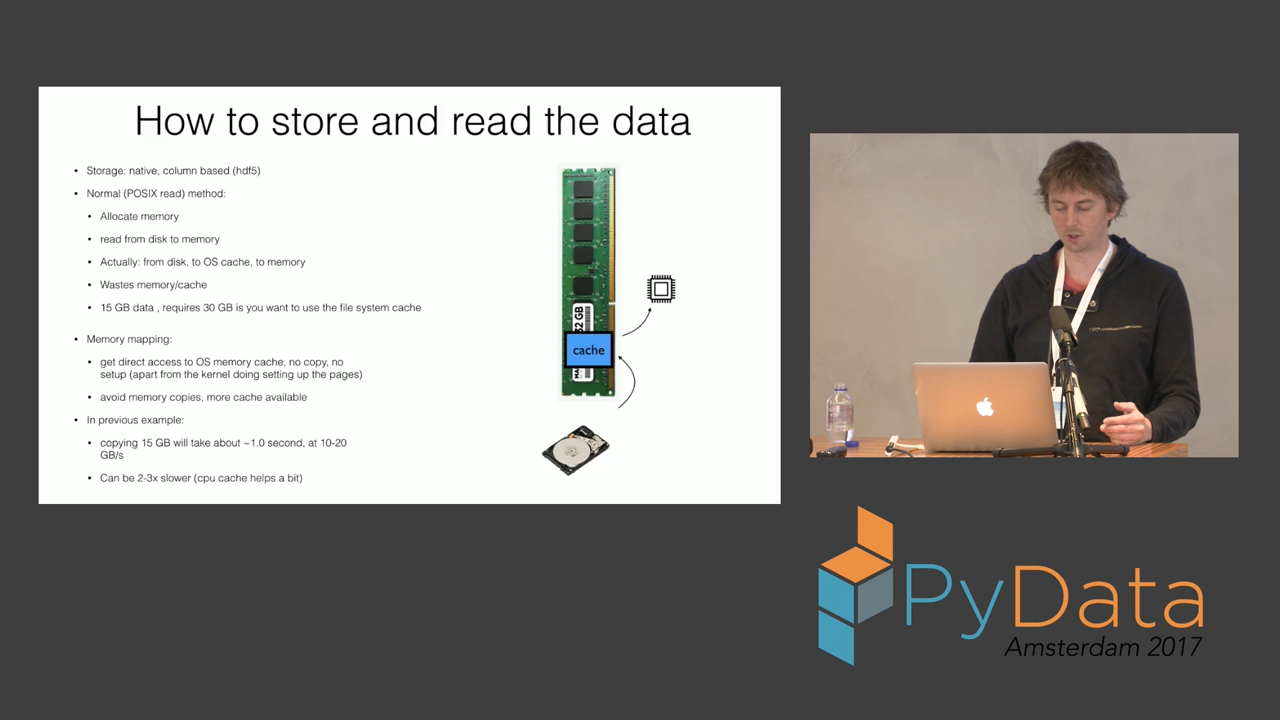 How to store and read the data
• Storage: native, column based (hdf5)
• Normal (POSIX read) method:
• Allocate memory
• read from disk to memory
• Actually: from disk, to OS cache, to memory
• Wastes memory/cache
• 15 GB data , requires 30 GB is you want to use the file system cache
• Memory mapping:
• get direct access to OS memory cache, no copy, no
setup (apart from the kernel doing setting up the pages)
• avoid memory copies, more cache available
• In previous example:
• copying 15 GB will take about ~1.0 second, at 10-20
GB/s
• Can be 2-3x slower (cpu cache helps a bit)
cache
PyData
Amsterdam 2017